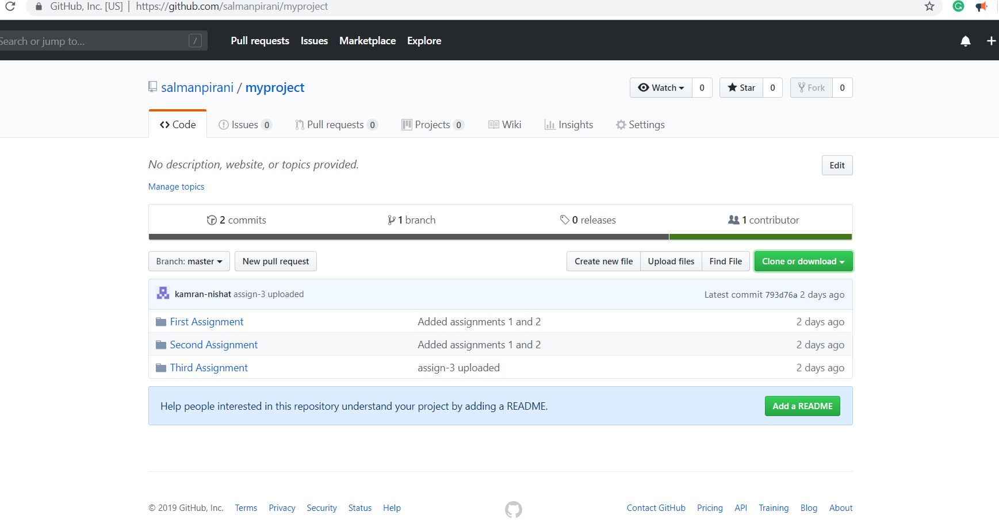 GitHub, Inc. [US] | https://github.com/salmanpirani/myproject
Search or jump to... /
Pull requests Issues Marketplace Explore
salmanpirani / myproject
Watch 0 Star 0 Fork 0
Code Issues 0 Pull requests 0 Projects 0 Wiki Insights Settings
No description, website, or topics provided.
Edit
Manage topics
2 commits 1 branch 0 releases 1 contributor
Branch: master New pull request Create new file Upload files Find File Clone or download
kamran-nishat assign-3 uploaded Latest commit 793d76a 2 days ago
First Assignment Added assignments 1 and 2 2 days ago
Second Assignment Added assignments 1 and 2 2 days ago
Third Assignment assign-3 uploaded 2 days ago
Help people interested in this repository understand your project by adding a README. Add a README
© 2019 GitHub, Inc. Terms Privacy Security Status Help Contact GitHub Pricing API Training Blog About